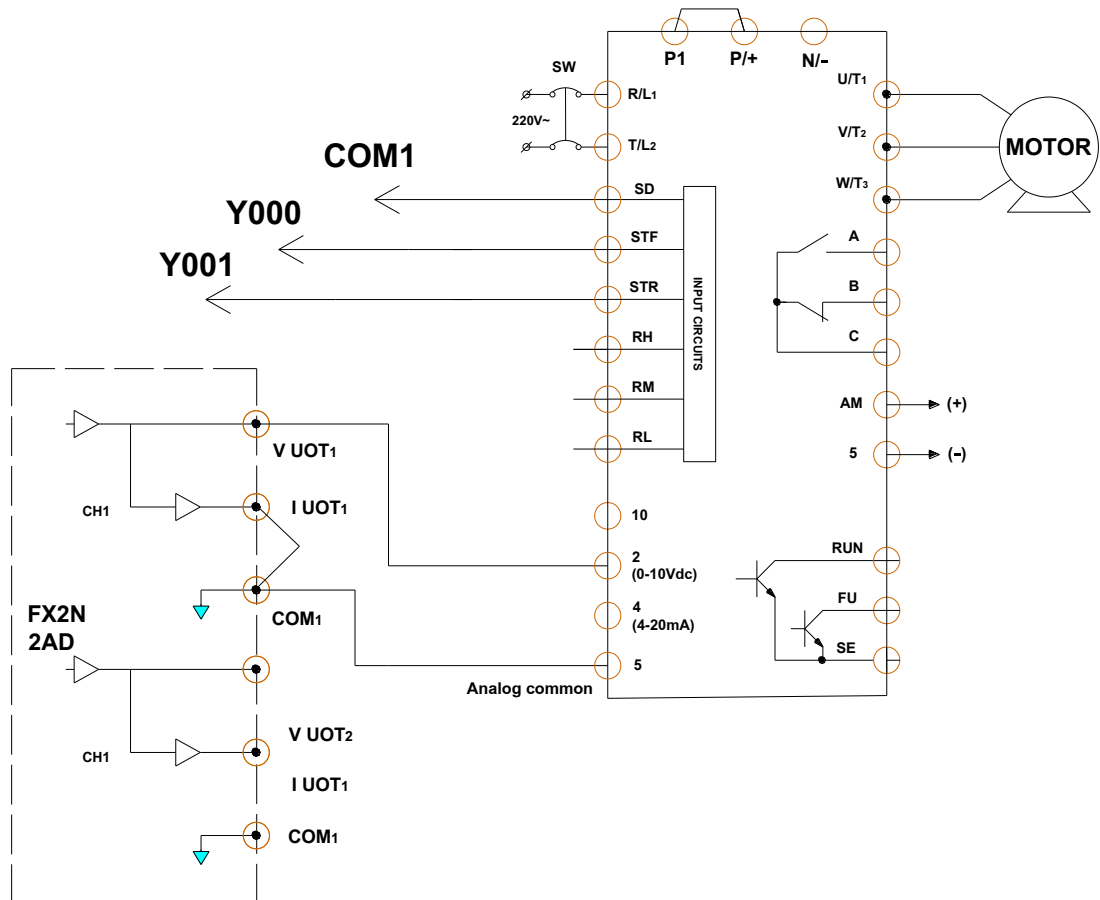 P1
P/+
N/-
SW
R/L1
220V~
T/L2
U/T1
V/T2
W/T3
MOTOR
COM1
SD
Y000
STF
Y001
STR
RH
RM
RL
INPUT CIRCUITS
A
B
C
AM
(+)
5
(-)
10
2
(0-10Vdc)
4
(4-20mA)
5
Analog common
RUN
FU
SE
V UOT1
CH1
I UOT1
COM1
FX2N
2AD
V UOT2
CH1
I UOT1
COM1